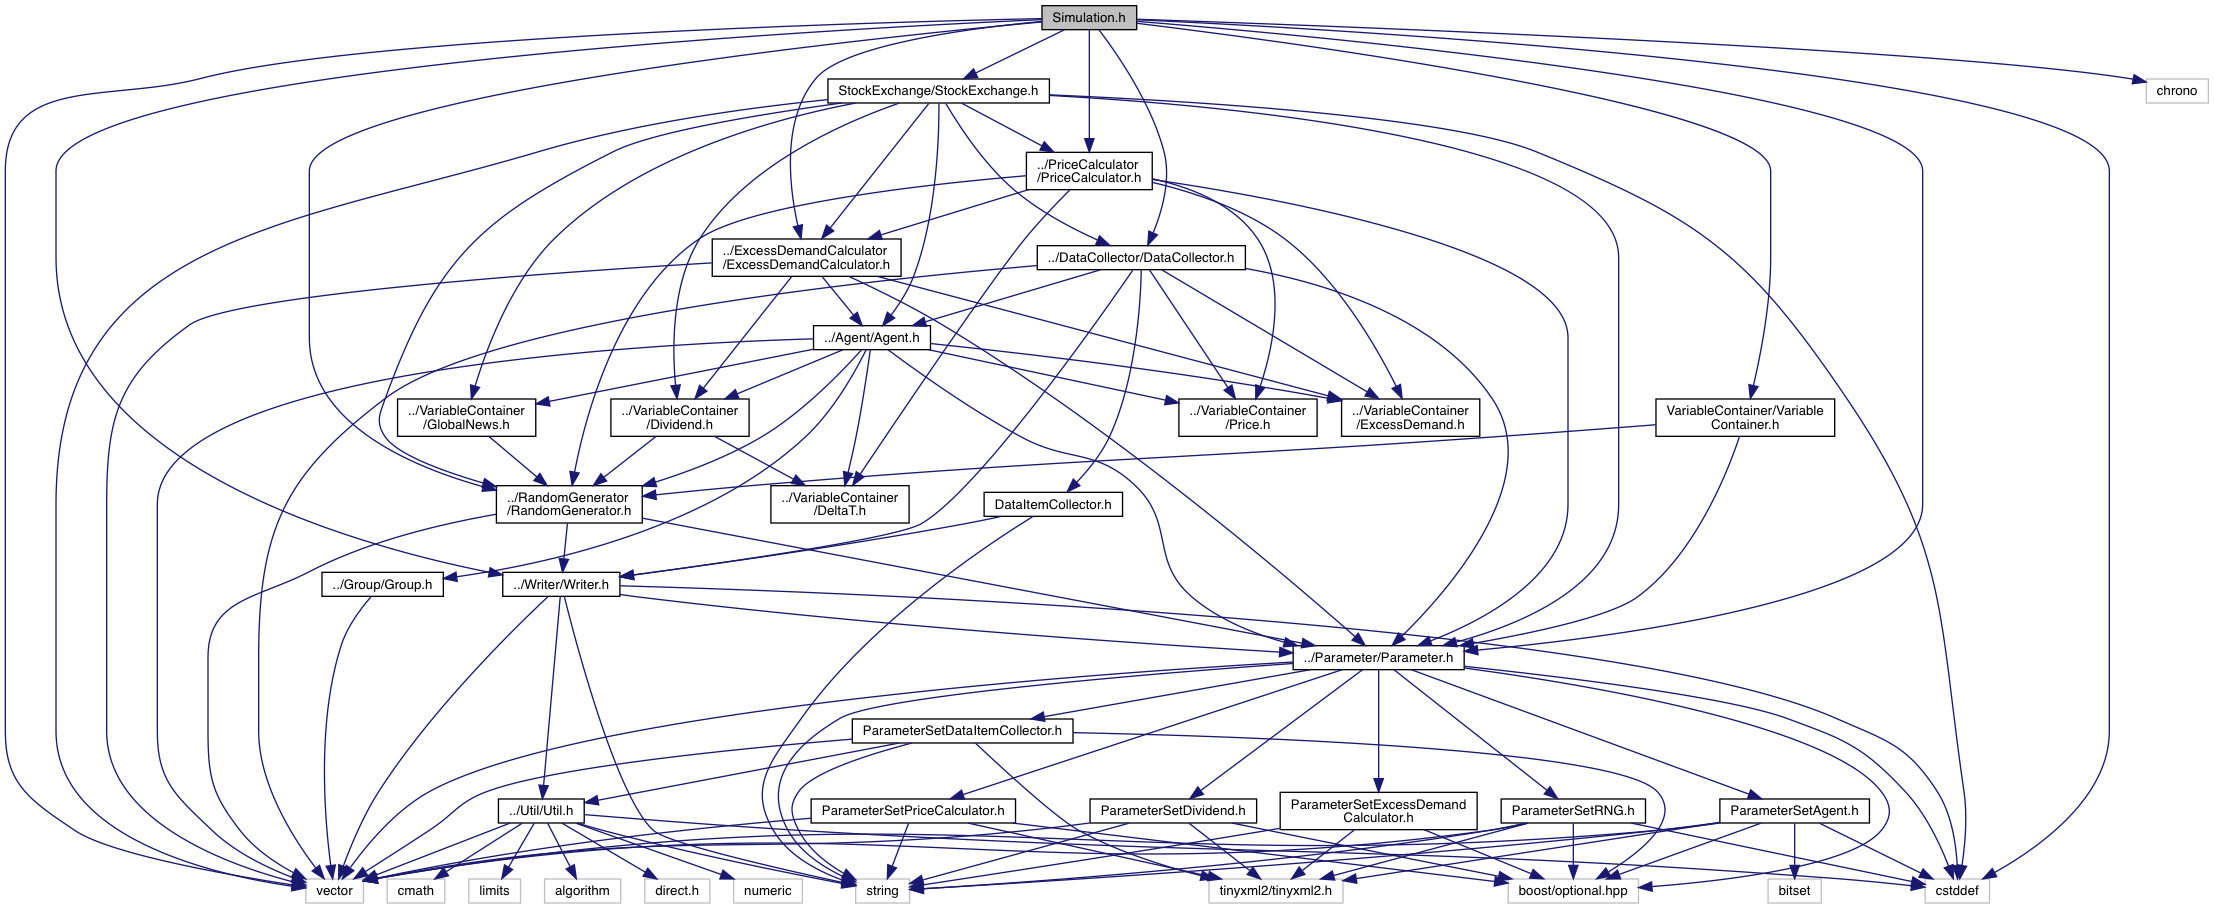 Simulation.h
StockExchange/StockExchange.h
chrono
../PriceCalculator
/PriceCalculator.h
../ExcessDemandCalculator
/ExcessDemandCalculator.h
../DataCollector/DataCollector.h
../Agent/Agent.h
../VariableContainer
/GlobalNews.h
../VariableContainer
/Dividend.h
../VariableContainer
/Price.h
../VariableContainer
/ExcessDemand.h
VariableContainer/Variable
Container.h
../RandomGenerator
/RandomGenerator.h
../VariableContainer
/DeltaT.h
DataItemCollector.h
../Group/Group.h
../Writer/Writer.h
../Parameter/Parameter.h
ParameterSetDataItemCollector.h
../Util/Util.h
ParameterSetPriceCalculator.h
ParameterSetDividend.h
ParameterSetExcessDemand
Calculator.h
ParameterSetRNG.h
ParameterSetAgent.h
vector
cmath
limits
algorithm
direct.h
numeric
string
tinyxml2/tinyxml2.h
boost/optional.hpp
bitset
cstddef